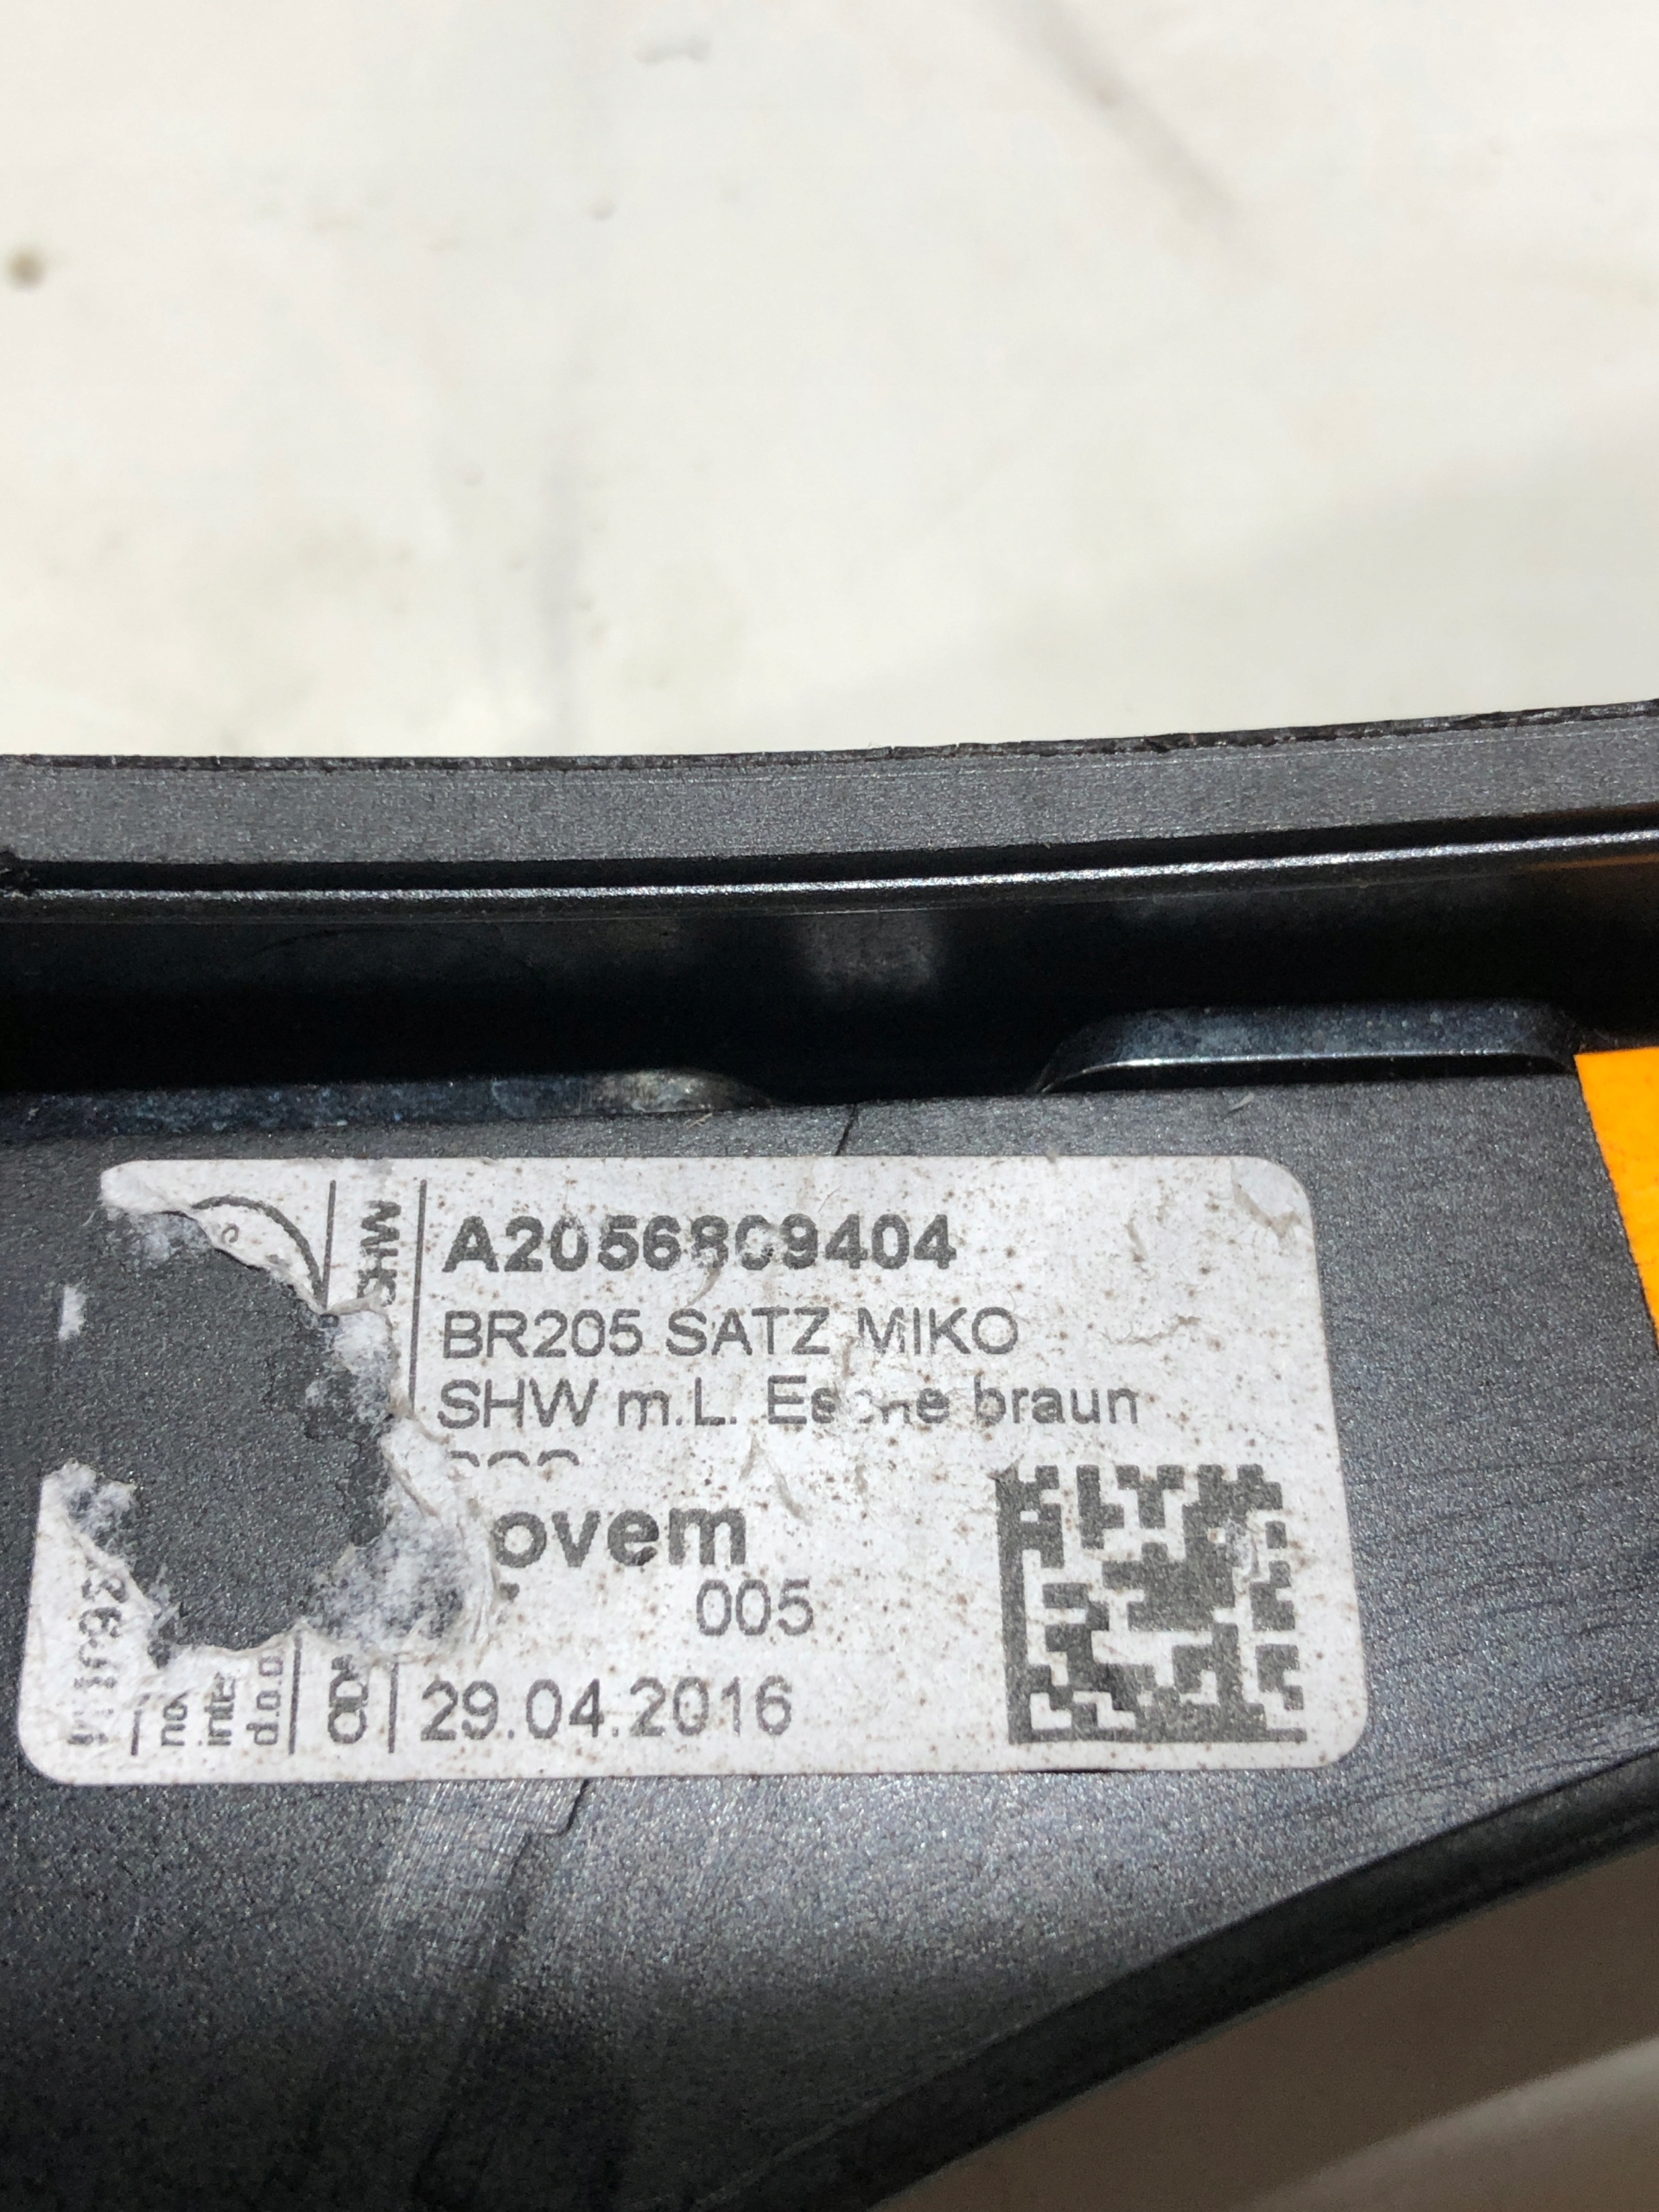 A2056809404
BR205 SATZ MIKO
SHW m.L. Esche braun
ovem
005
29.04.2016
d.o.o